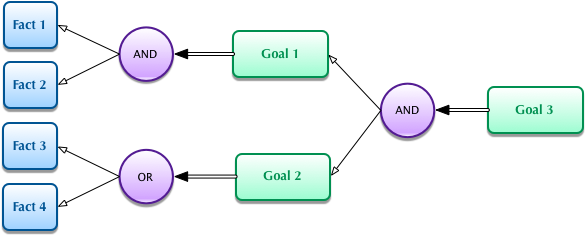 Fact 1
AND
Goal 1
Fact 2
AND
Goal 3
Fact 3
OR
Goal 2
Fact 4